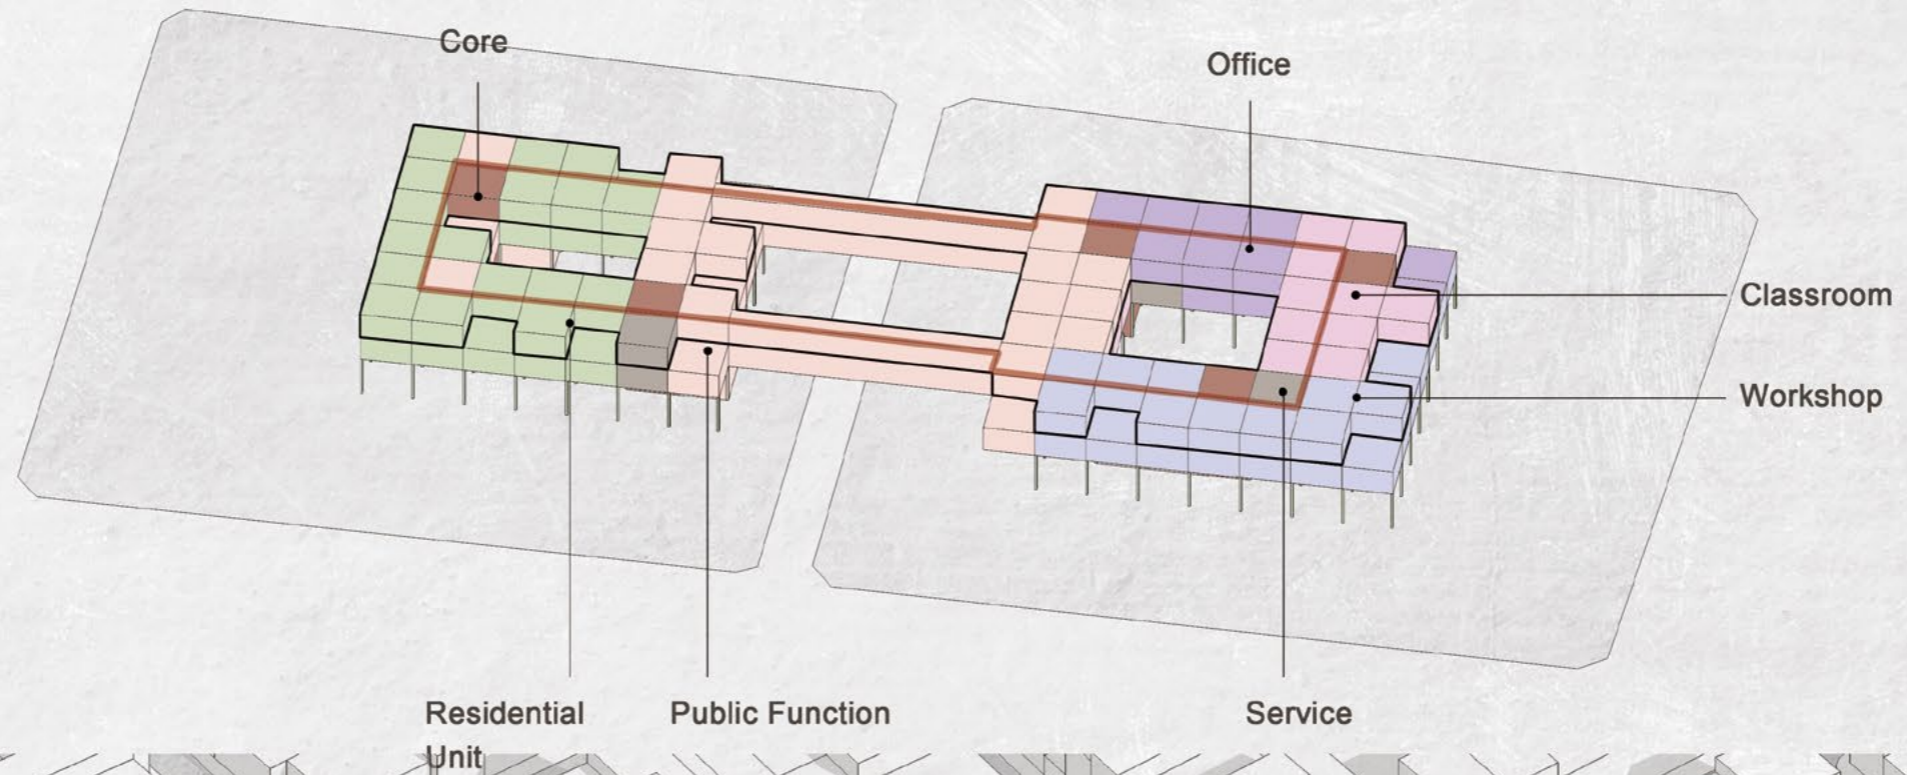 Core
Office
Classroom
Workshop
Residential
Unit
Public Function
Service